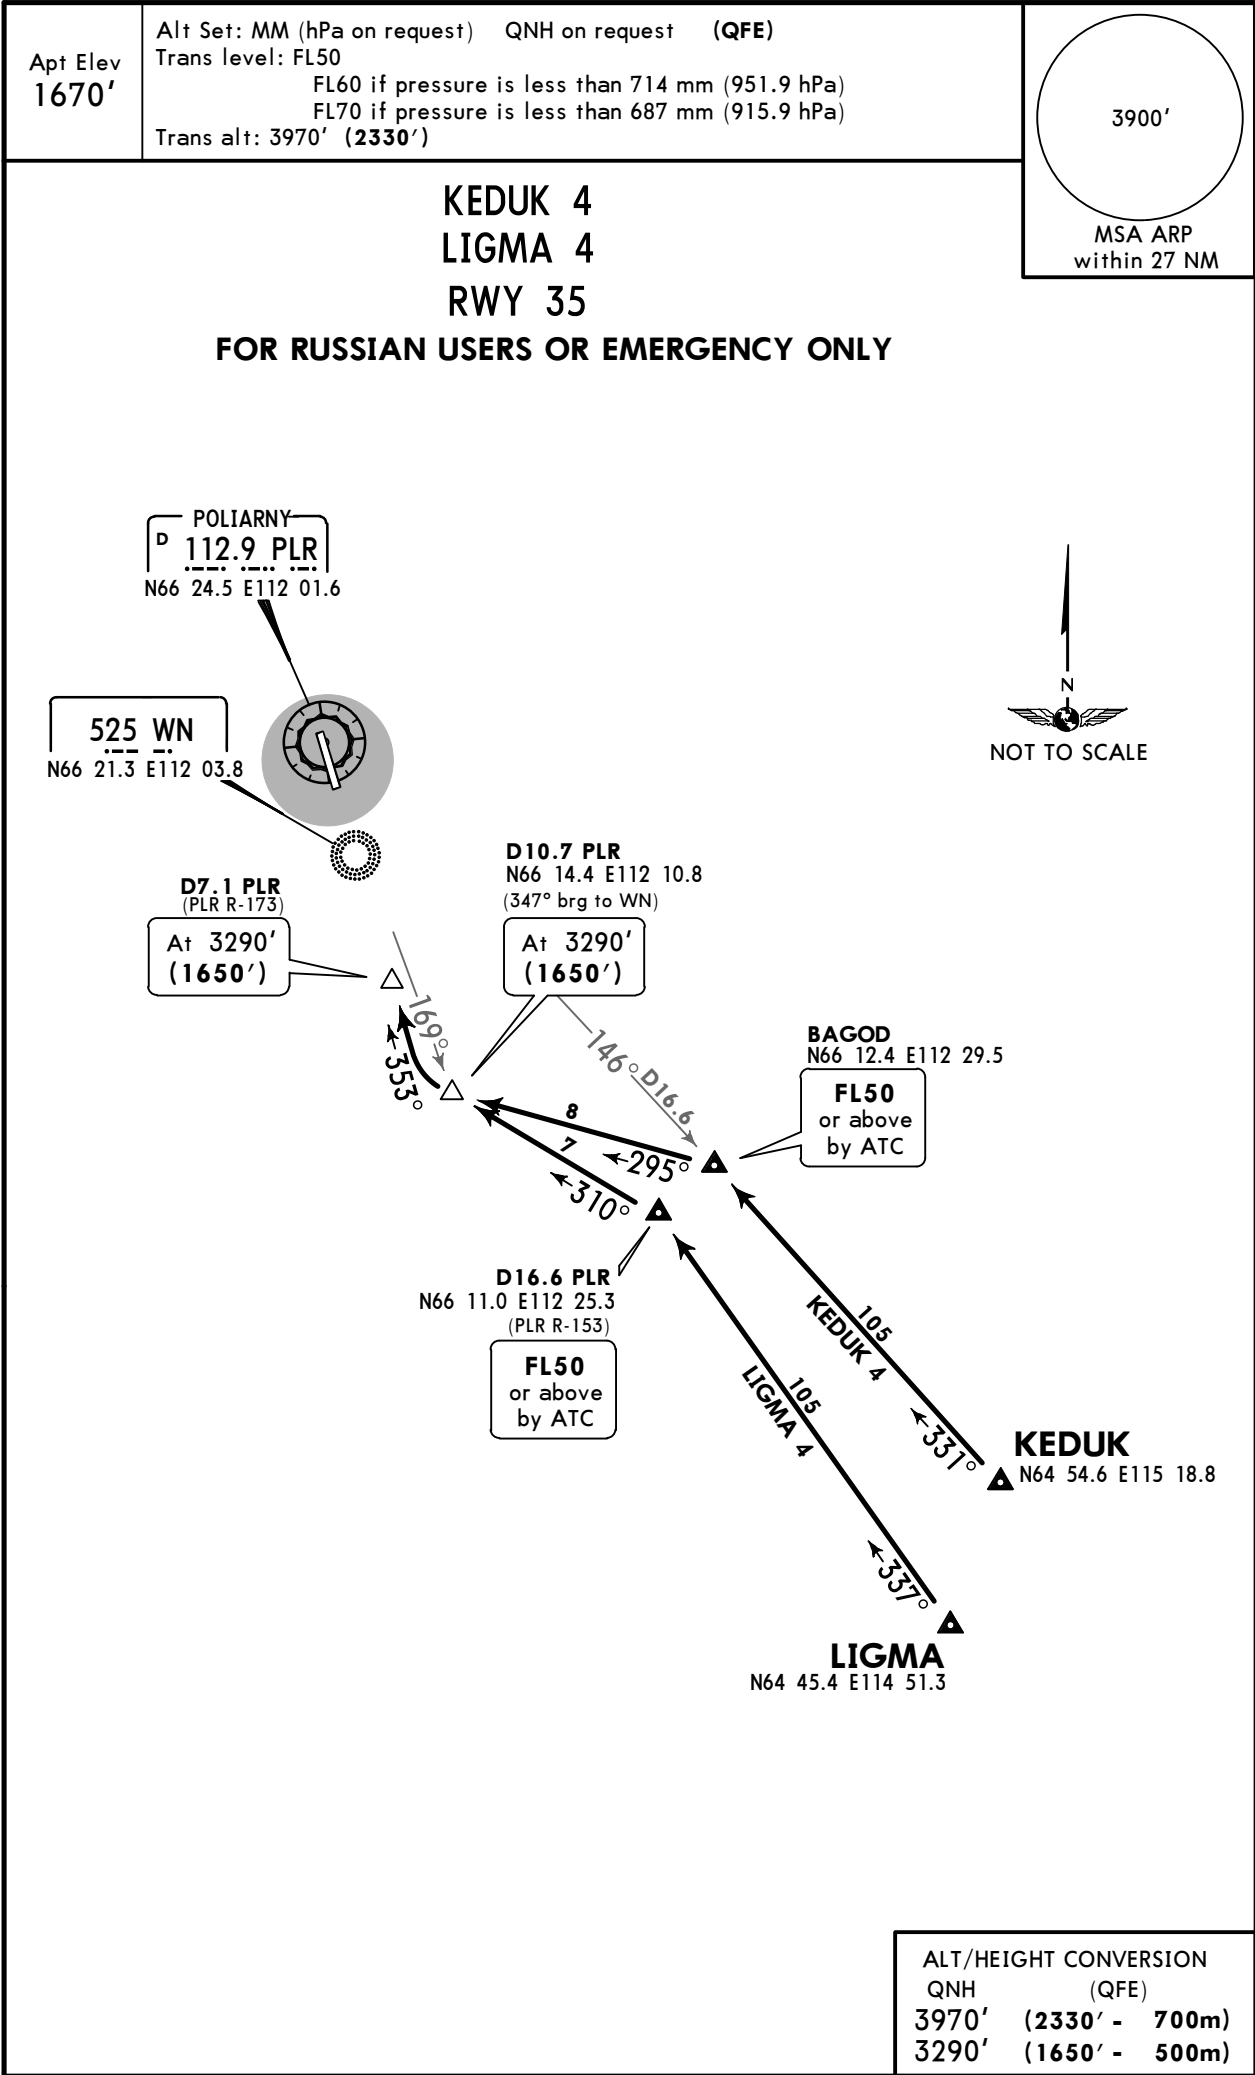 Apt Elev
1670'
Alt Set: MM (hPa on request) QNH on request (QFE)
Trans level: FL50
FL60 if pressure is less than 714 mm (951.9 hPa)
FL70 if pressure is less than 687 mm (915.9 hPa)
Trans alt: 3970' (2330')
3900'
MSA ARP
within 27 NM
KEDUK 4
LIGMA 4
RWY 35
FOR RUSSIAN USERS OR EMERGENCY ONLY
POLIARNY
D 112.9 PLR
N66 24.5 E112 01.6
525 WN
N66 21.3 E112 03.8
N
NOT TO SCALE
D10.7 PLR
N66 14.4 E112 10.8
(347° brg to WN)
At 3290'
(1650')
D7.1 PLR
(PLR R-173)
At 3290'
(1650')
169°
353°
146°
D16.6
BAGOD
N66 12.4 E112 29.5
FL50
or above
by ATC
8
295°
7
310°
D16.6 PLR
N66 11.0 E112 25.3
(PLR R-153)
FL50
or above
by ATC
105
KEDUK 4
331°
KEDUK
N64 54.6 E115 18.8
105
LIGMA 4
337°
LIGMA
N64 45.4 E114 51.3
ALT/HEIGHT CONVERSION
QNH (QFE)
3970' (2330' - 700m)
3290' (1650' - 500m)